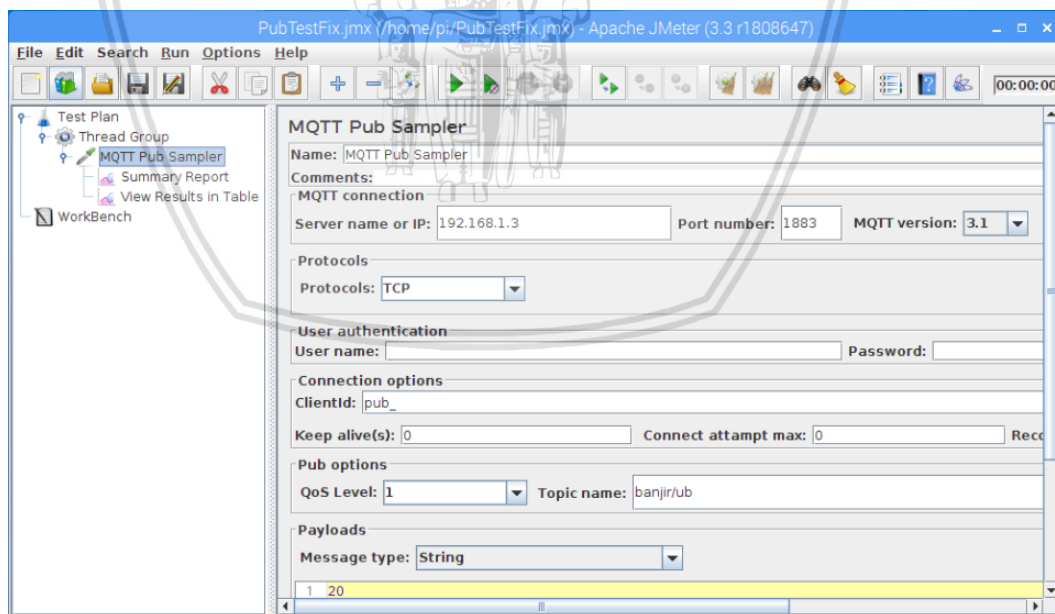 PubTestFix.jmx (/home/pi/PubTestFix.jmx) - Apache JMeter (3.3 r1808647)
File Edit Search Run Options Help
00:00:00
Test Plan
Thread Group
MQTT Pub Sampler
Summary Report
View Results in Table
WorkBench
MQTT Pub Sampler
Name: MQTT Pub Sampler
Comments:
MQTT connection
Server name or IP: 192.168.1.3 Port number: 1883 MQTT version: 3.1
Protocols
Protocols: TCP
User authentication
User name: Password:
Connection options
ClientId: pub_
Keep alive(s): 0 Connect attampt max: 0 Reco
Pub options
QoS Level: 1 Topic name: banjir/ub
Payloads
Message type: String
1 20